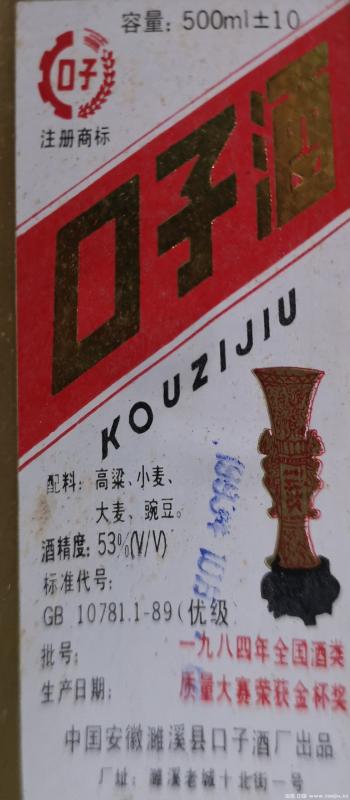 容量: 500ml±10
口子
注册商标
口子酒
KOUZIJIU
配料: 高粱、小麦、
大麦、豌豆。
酒精度: 53%(V/V)
标准代号:
GB 10781.1-89(优级
批号:
生产日期:
一九八四年全国酒类
质量大赛荣获金杯奖
中国安徽濉溪县口子酒厂出品
厂址: 濉溪老城十北街一号